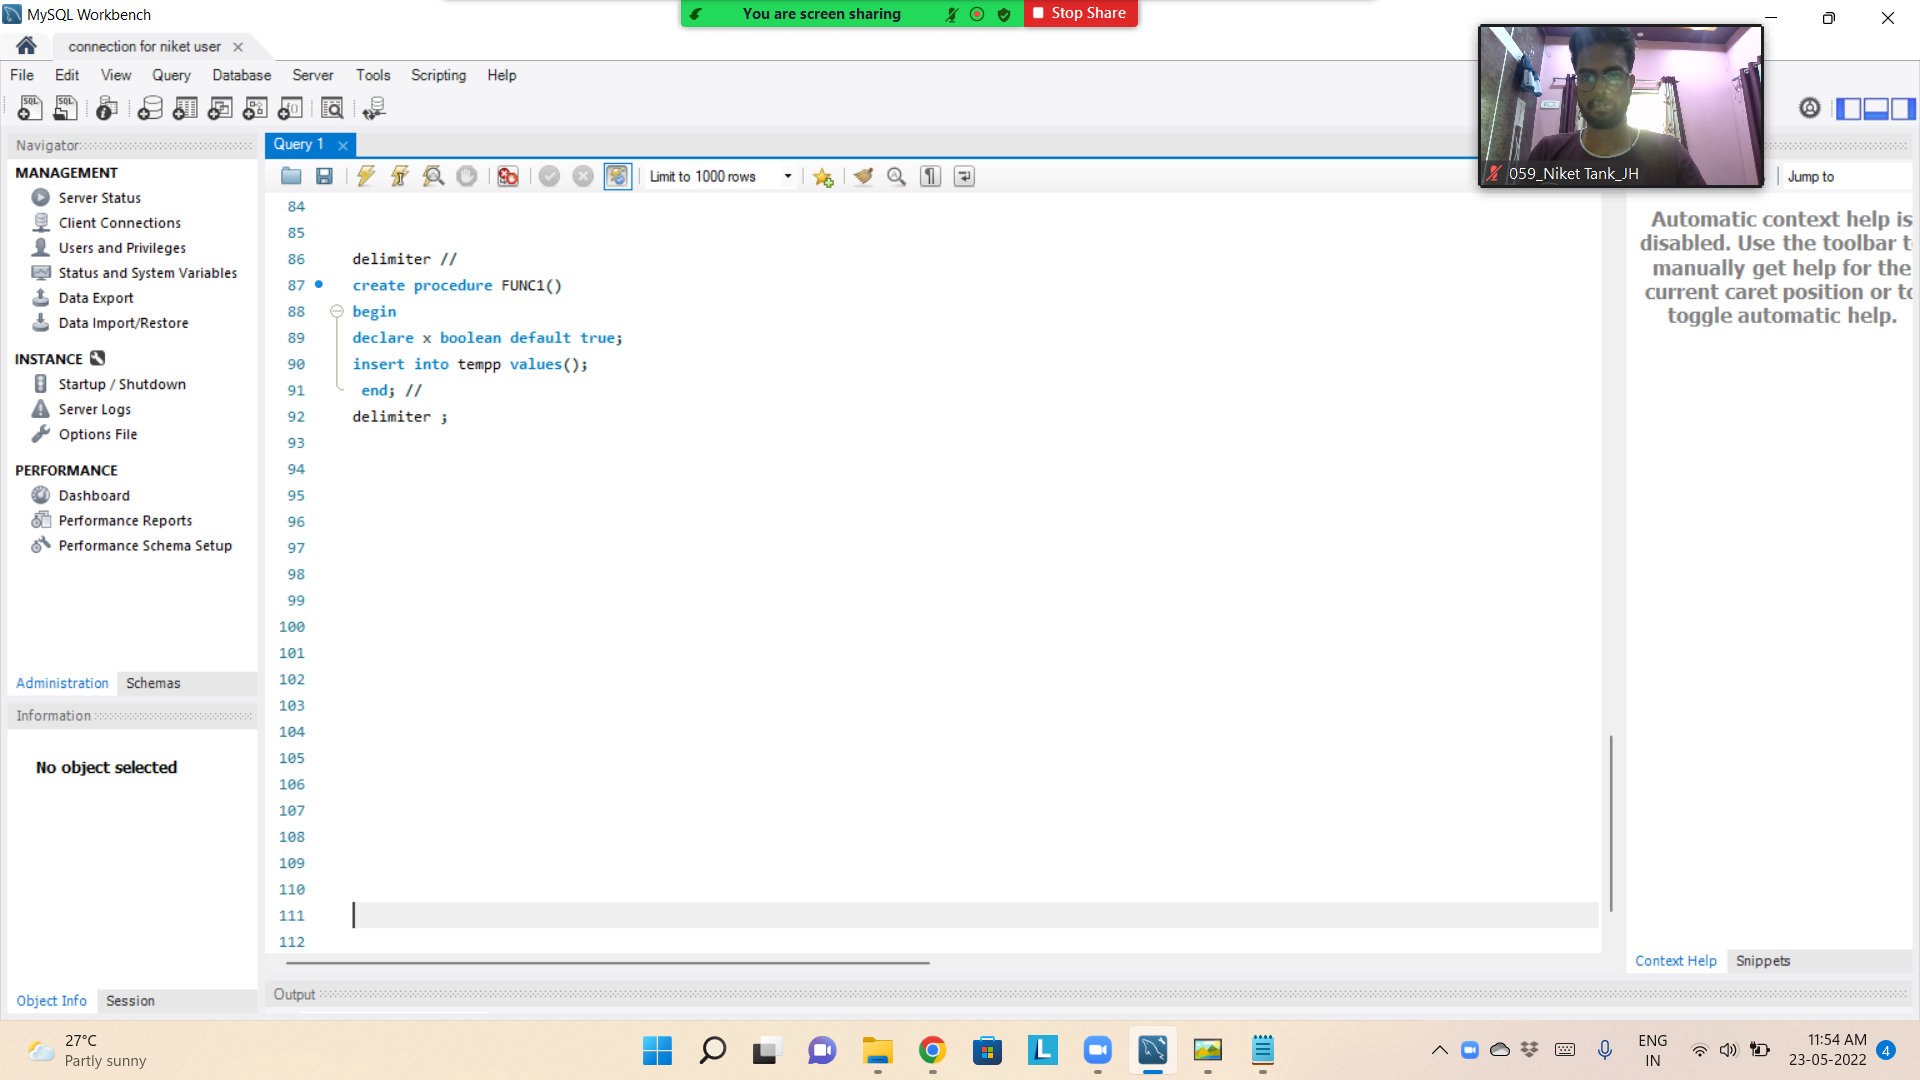 MySQL Workbench
You are screen sharing
Stop Share
connection for niket user
File Edit View Query Database Server Tools Scripting Help
059_Niket Tank_JH
Navigator
MANAGEMENT
Server Status
Client Connections
Users and Privileges
Status and System Variables
Data Export
Data Import/Restore
INSTANCE
Startup / Shutdown
Server Logs
Options File
PERFORMANCE
Dashboard
Performance Reports
Performance Schema Setup
Administration Schemas
Information
No object selected
Object Info Session
Query 1
Limit to 1000 rows
84
85
86 delimiter //
87 create procedure FUNC1()
88 begin
89 declare x boolean default true;
90 insert into tempp values();
91 end; //
92 delimiter ;
93
94
95
96
97
98
99
100
101
102
103
104
105
106
107
108
109
110
111
112
Output
Jump to
Automatic context help is
disabled. Use the toolbar t
manually get help for the
current caret position or to
toggle automatic help.
Context Help Snippets
27°C
Partly sunny
ENG
IN
11:54 AM
23-05-2022
4